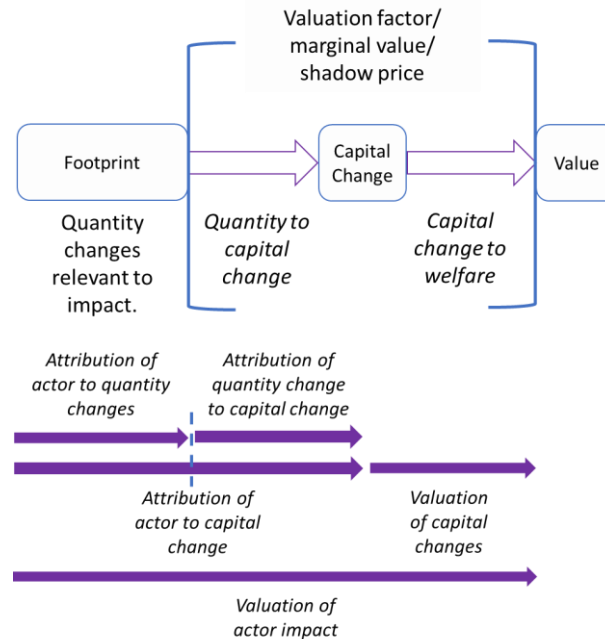 Valuation factor/
marginal value/
shadow price
Footprint
Capital
Change
Value
Quantity
changes
relevant to
impact.
Quantity to
capital
change
Capital
change to
welfare
Attribution of
actor to quantity
changes
Attribution of
quantity change
to capital change
Attribution of
actor to capital
change
Valuation
of capital
changes
Valuation of
actor impact